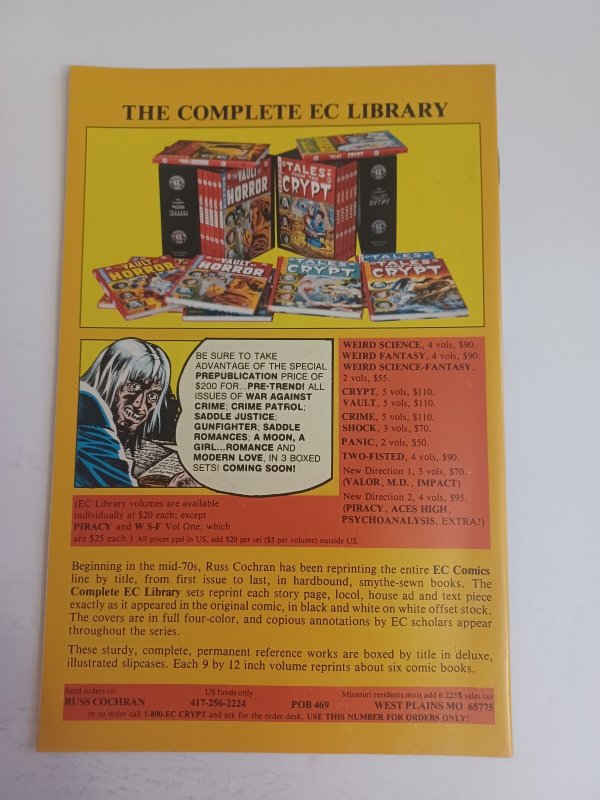 THE COMPLETE EC LIBRARY
THE VAULT OF
HORROR
TALES
FROM THE
CRYPT
VAULT OF
HORROR
VAULT OF
HORROR
TALES
CRYPT
TALES
CRYPT
BE SURE TO TAKE
ADVANTAGE OF THE SPECIAL
PREPUBLICATION PRICE OF
$200 FOR...PRE-TREND! ALL
ISSUES OF WAR AGAINST
CRIME; CRIME PATROL;
SADDLE JUSTICE;
GUNFIGHTER; SADDLE
ROMANCES; A MOON, A
GIRL...ROMANCE AND
MODERN LOVE, IN 3 BOXED
SETS! COMING SOON!
WEIRD SCIENCE, 4 vols, $90.
WEIRD FANTASY, 4 vols, $90.
WEIRD SCIENCE-FANTASY,
2 vols, $55.
CRYPT, 5 vols, $110.
VAULT, 5 vols, $110.
CRIME, 5 vols, $110.
SHOCK, 3 vols, $70.
PANIC, 2 vols, $50.
TWO-FISTED, 4 vols, $90.
New Direction 1, 3 vols, $70.
(VALOR, M.D., IMPACT)
New Direction 2, 4 vols, $95.
(PIRACY, ACES HIGH,
PSYCHOANALYSIS, EXTRA!)
(EC Library volumes are available
individually at $20 each; except
PIRACY and W S-F Vol One, which
are $25 each.) All prices ppd in US, add $20 per set ($5 per volume) outside US.
Beginning in the mid-70s, Russ Cochran has been reprinting the entire EC Comics
line by title, from first issue to last, in hardbound, smythe-sewn books. The
Complete EC Library sets reprint each story page, locol, house ad and text piece
exactly as it appeared in the original comic, in black and white on white offset stock.
The covers are in full four-color, and copious annotations by EC scholars appear
throughout the series.
These sturdy, complete, permanent reference works are boxed by title in deluxe,
illustrated slipcases. Each 9 by 12 inch volume reprints about six comic books.
Send orders to: US funds only Missouri residents must add 6.225% sales tax
RUSS COCHRAN 417-256-2224 POB 469 WEST PLAINS MO 65775
or to order call 1-800-EC CRYPT and ask for the order desk. USE THIS NUMBER FOR ORDERS ONLY!